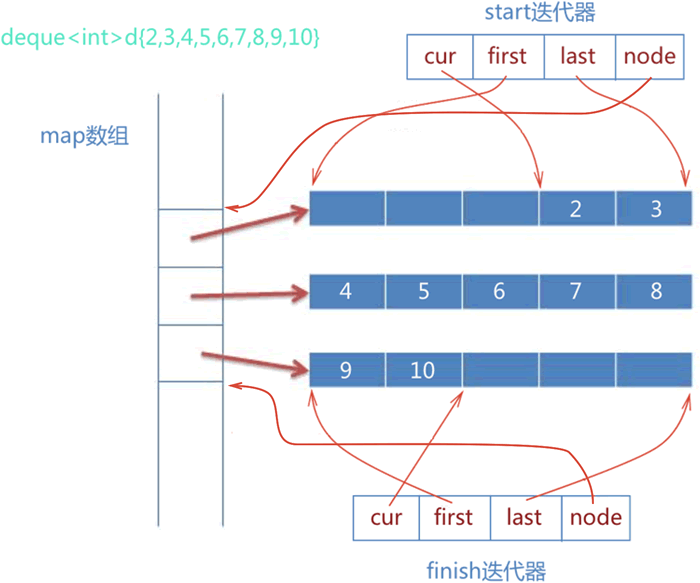 start迭代器
deque<int>d{2,3,4,5,6,7,8,9,10}
cur first last node
map数组
2 3
4 5 6 7 8
9 10
cur first last node
finish迭代器